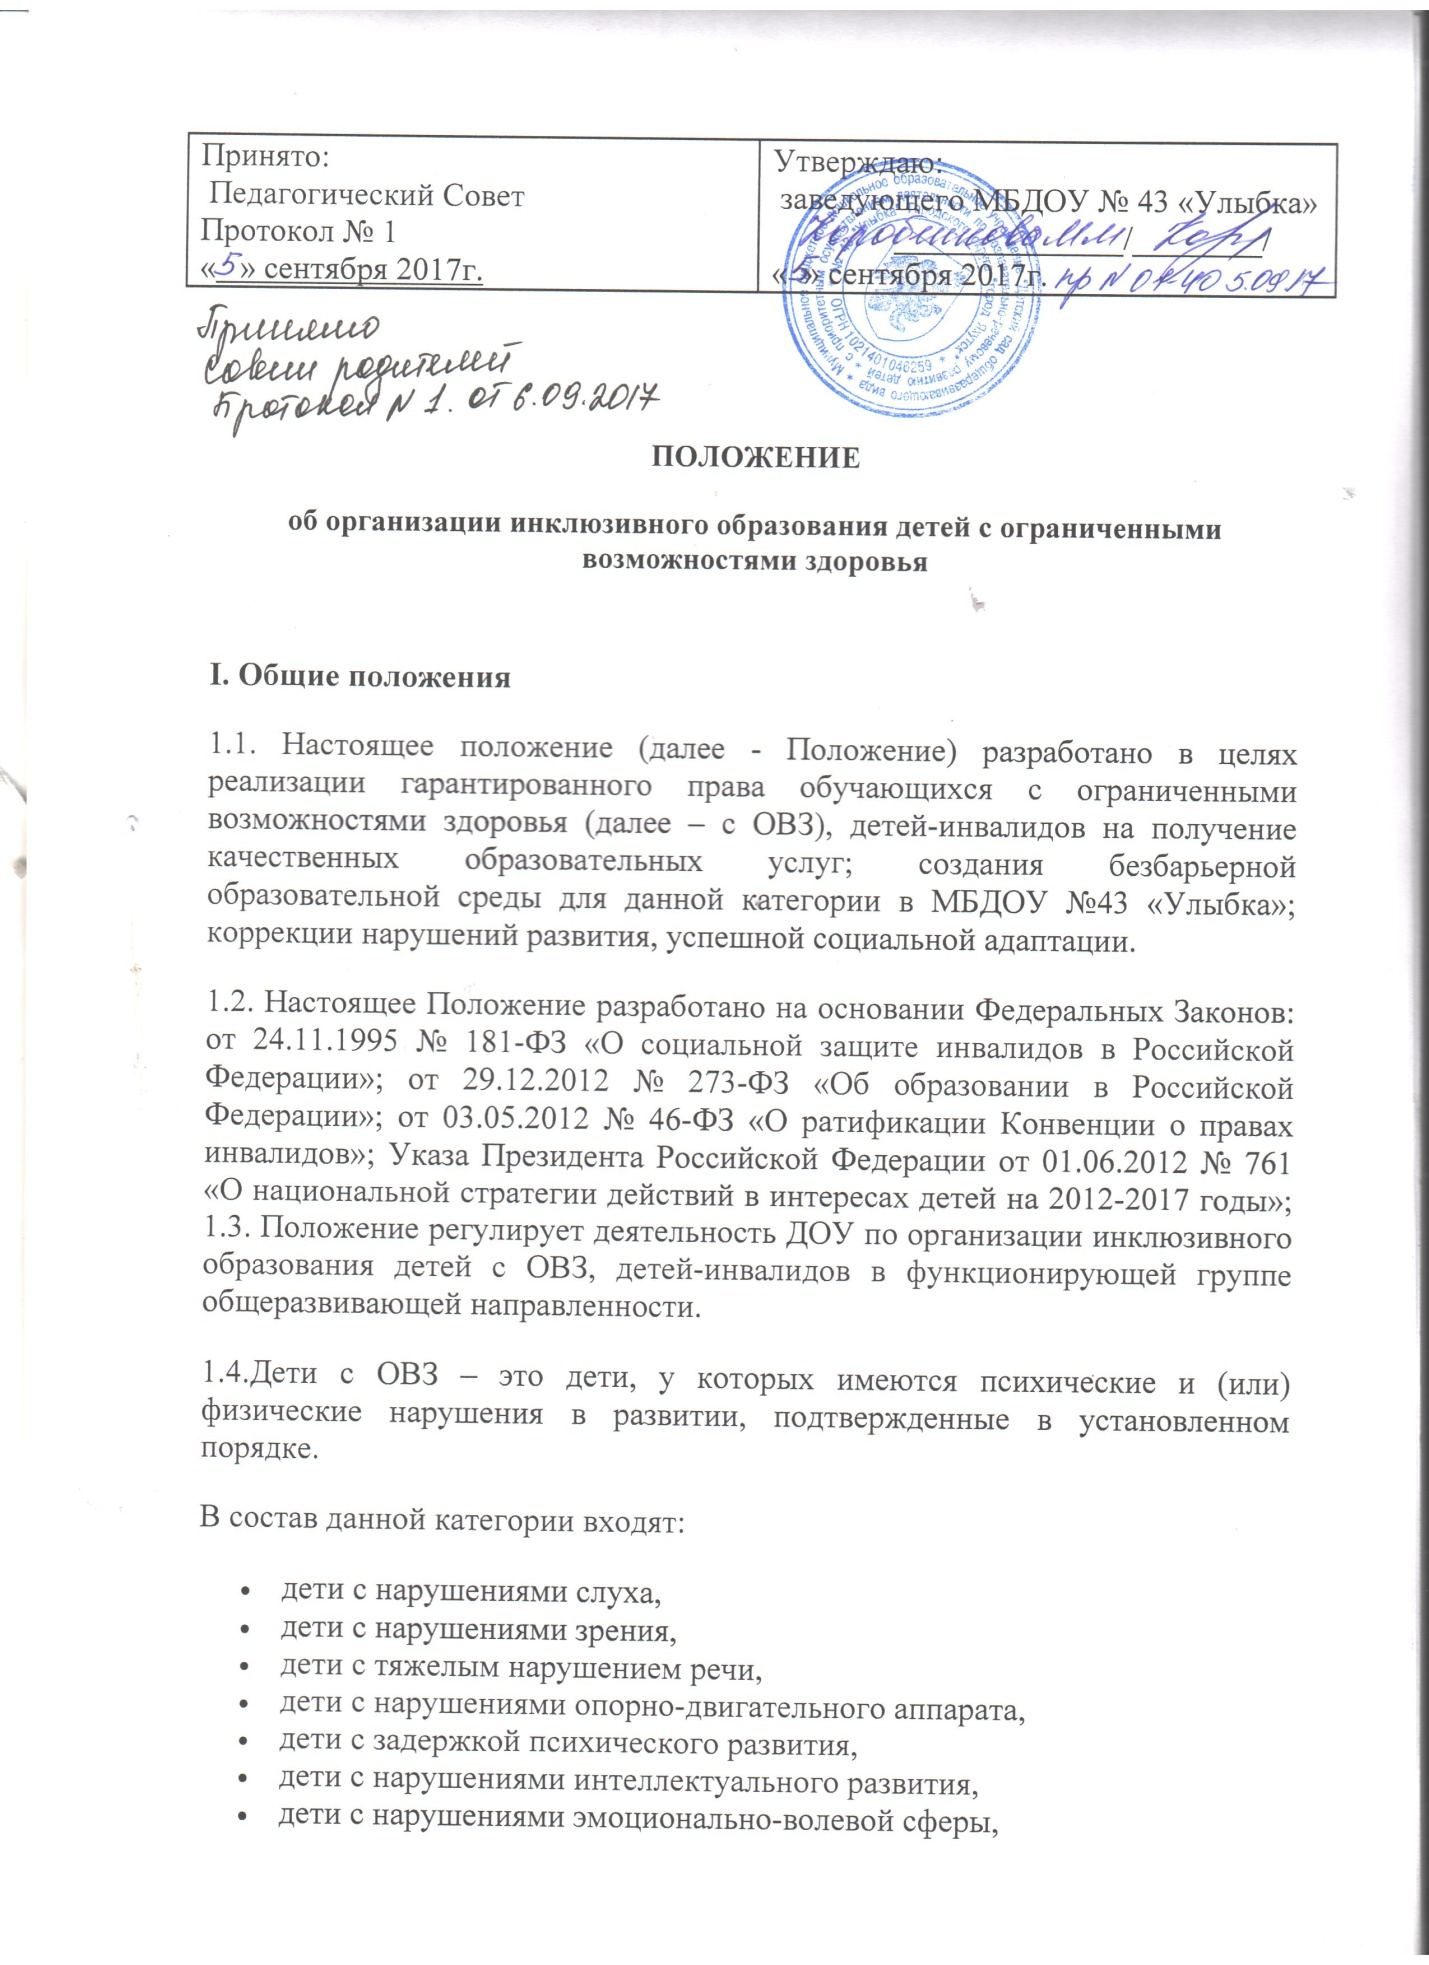 Принято:
Педагогический Совет
Протокол № 1
«5» сентября 2017г.
Утверждаю:
заведующего МБДОУ № 43 «Улыбка»
/ /
«5» сентября 2017г. пр N 01-40 5.09.17
ОГРН 1021401046259
Принято
Совет родителей
Протокол N 1. от 6.09.2017
ПОЛОЖЕНИЕ
об организации инклюзивного образования детей с ограниченными
возможностями здоровья
I. Общие положения
1.1. Настоящее положение (далее - Положение) разработано в целях
реализации гарантированного права обучающихся с ограниченными
возможностями здоровья (далее – с ОВЗ), детей-инвалидов на получение
качественных образовательных услуг; создания безбарьерной
образовательной среды для данной категории в МБДОУ №43 «Улыбка»;
коррекции нарушений развития, успешной социальной адаптации.
1.2. Настоящее Положение разработано на основании Федеральных Законов:
от 24.11.1995 № 181-ФЗ «О социальной защите инвалидов в Российской
Федерации»; от 29.12.2012 № 273-ФЗ «Об образовании в Российской
Федерации»; от 03.05.2012 № 46-ФЗ «О ратификации Конвенции о правах
инвалидов»; Указа Президента Российской Федерации от 01.06.2012 № 761
«О национальной стратегии действий в интересах детей на 2012-2017 годы»;
1.3. Положение регулирует деятельность ДОУ по организации инклюзивного
образования детей с ОВЗ, детей-инвалидов в функционирующей группе
общеразвивающей направленности.
1.4.Дети с ОВЗ – это дети, у которых имеются психические и (или)
физические нарушения в развитии, подтвержденные в установленном
порядке.
В состав данной категории входят:
• дети с нарушениями слуха,
• дети с нарушениями зрения,
• дети с тяжелым нарушением речи,
• дети с нарушениями опорно-двигательного аппарата,
• дети с задержкой психического развития,
• дети с нарушениями интеллектуального развития,
• дети с нарушениями эмоционально-волевой сферы,